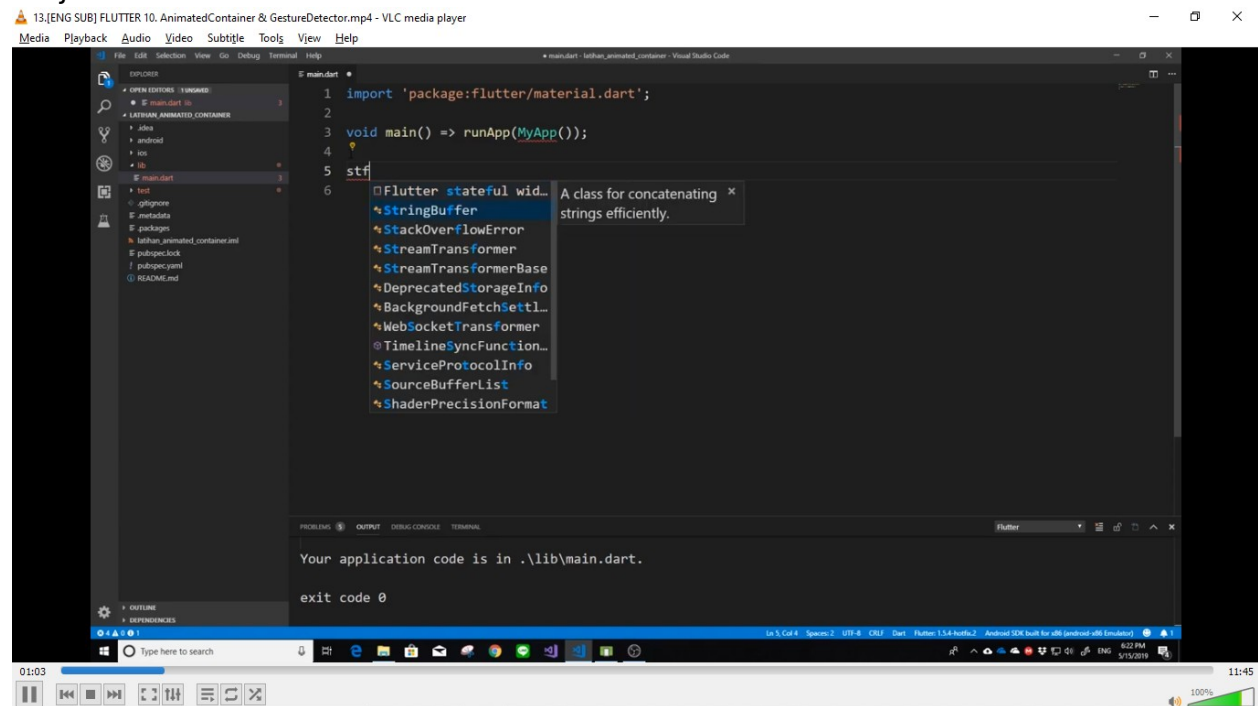 13.[ENG SUB] FLUTTER 10. AnimatedContainer & GestureDetector.mp4 - VLC media player
Media Playback Audio Video Subtitle Tools View Help
File Edit Selection View Go Debug Terminal Help
● main.dart - latihan_animated_container - Visual Studio Code
EXPLORER
OPEN EDITORS 1 UNSAVED
main.dart lib 3
LATIHAN_ANIMATED_CONTAINER
.idea
android
ios
lib
main.dart 3
test
.gitignore
.metadata
.packages
latihan_animated_container.iml
pubspec.lock
pubspec.yaml
README.md
OUTLINE
DEPENDENCIES
main.dart ●
1 import 'package:flutter/material.dart';
2
3 void main() => runApp(MyApp());
4
5 stf
6
Flutter stateful wid…
StringBuffer
StackOverflowError
StreamTransformer
StreamTransformerBase
DeprecatedStorageInfo
BackgroundFetchSettl…
WebSocketTransformer
TimelineSyncFunction…
ServiceProtocolInfo
SourceBufferList
ShaderPrecisionFormat
A class for concatenating
strings efficiently.
PROBLEMS 5 OUTPUT DEBUG CONSOLE TERMINAL
Flutter
Your application code is in .\lib\main.dart.
exit code 0
4 0 1
Ln 5, Col 4 Spaces: 2 UTF-8 CRLF Dart Flutter: 1.5.4-hotfix.2 Android SDK built for x86 (android-x86 Emulator) 1
Type here to search
ENG
6:22 PM
5/15/2019
01:03
11:45
100%